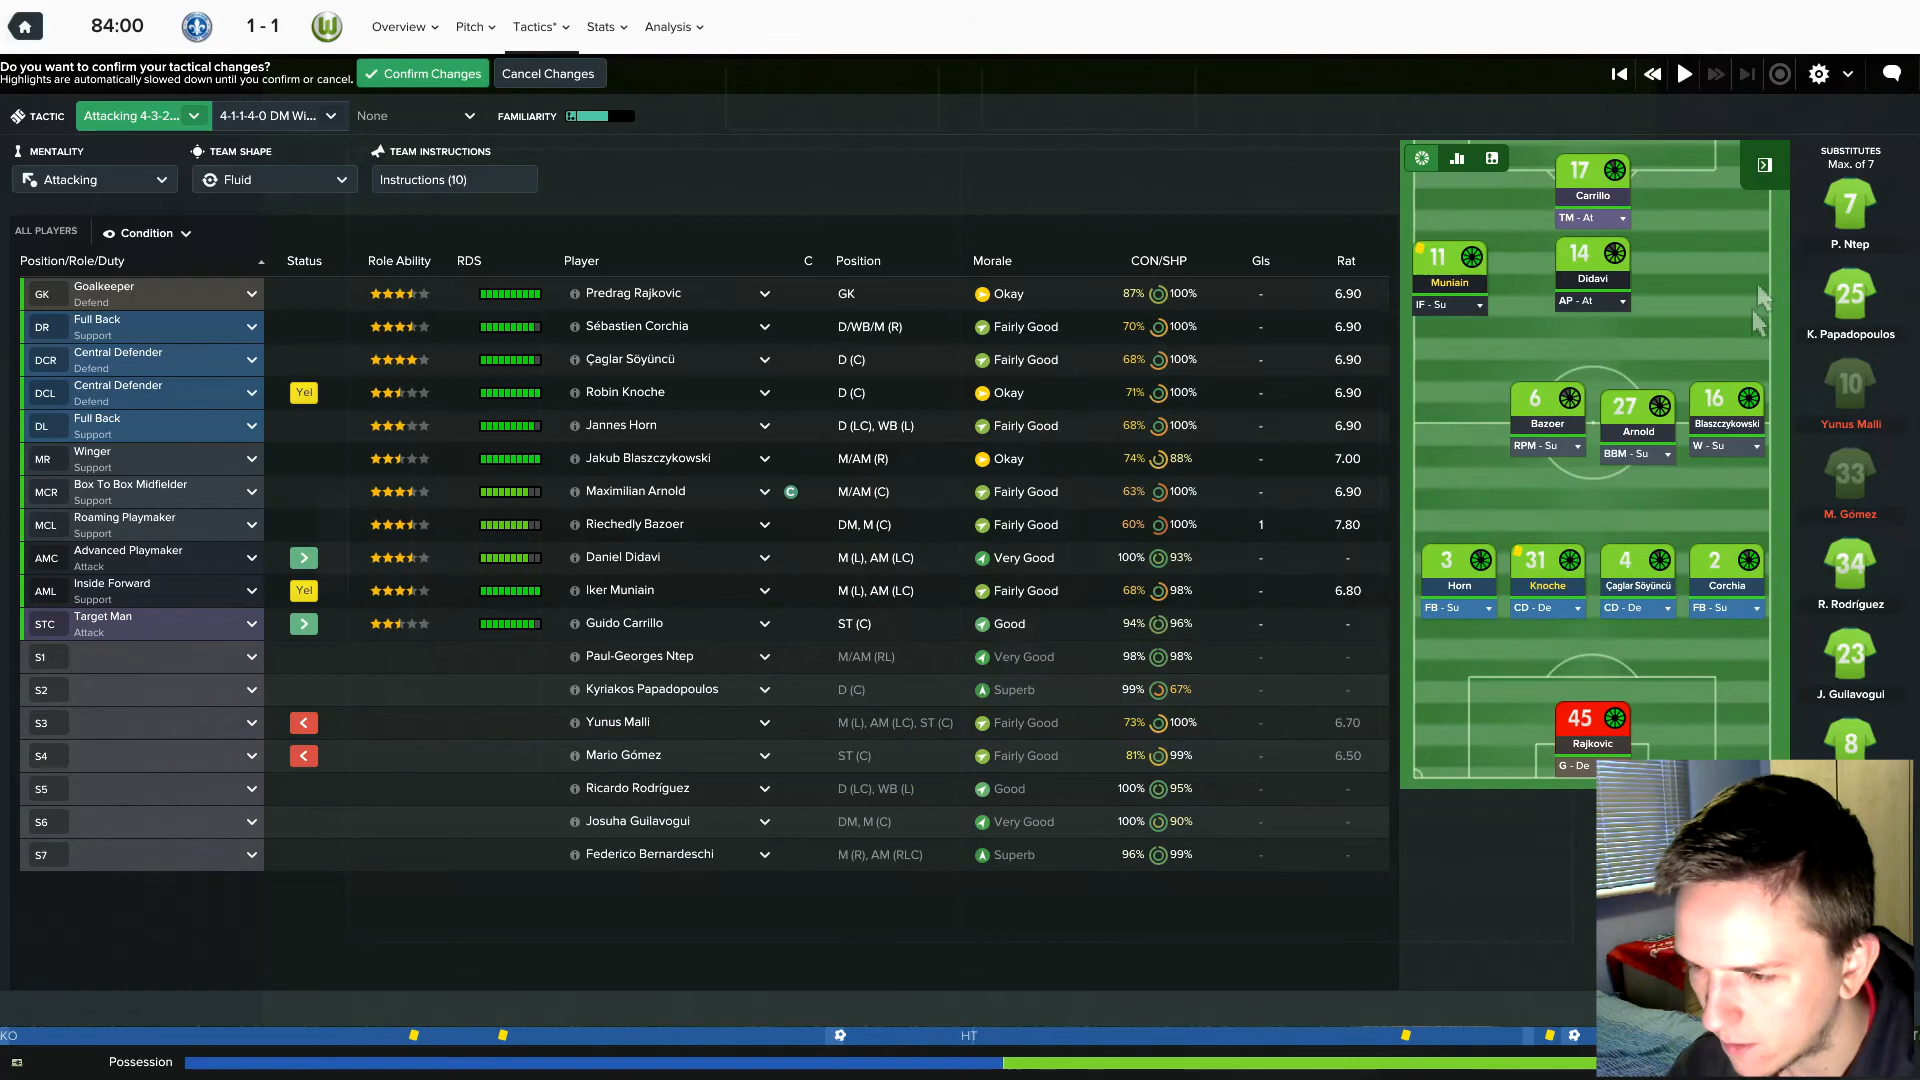 84:00 1 - 1 Overview Pitch Tactics* Stats Analysis
Do you want to confirm your tactical changes?
Highlights are automatically slowed down until you confirm or cancel.
Confirm Changes Cancel Changes
TACTIC Attacking 4-3-2... 4-1-1-4-0 DM Wi... None FAMILIARITY
MENTALITY TEAM SHAPE TEAM INSTRUCTIONS
Attacking Fluid Instructions (10)
ALL PLAYERS Condition
Position/Role/Duty Status Role Ability RDS Player C Position Morale CON/SHP Gls Rat
GK Goalkeeper Defend Predrag Rajkovic GK Okay 87% 100% - 6.90
DR Full Back Support Sébastien Corchia D/WB/M (R) Fairly Good 70% 100% - 6.90
DCR Central Defender Defend Çaglar Söyüncü D (C) Fairly Good 68% 100% - 6.90
DCL Central Defender Defend Yel Robin Knoche D (C) Okay 71% 100% - 6.90
DL Full Back Support Jannes Horn D (LC), WB (L) Fairly Good 68% 100% - 6.90
MR Winger Support Jakub Blaszczykowski M/AM (R) Okay 74% 88% - 7.00
MCR Box To Box Midfielder Support Maximilian Arnold C M/AM (C) Fairly Good 63% 100% - 6.90
MCL Roaming Playmaker Support Riechedly Bazoer DM, M (C) Fairly Good 60% 100% 1 7.80
AMC Advanced Playmaker Attack Daniel Didavi M (L), AM (LC) Very Good 100% 93% - -
AML Inside Forward Support Yel Iker Muniain M (L), AM (LC) Fairly Good 68% 98% - 6.80
STC Target Man Attack Guido Carrillo ST (C) Good 94% 96% - -
S1 Paul-Georges Ntep M/AM (RL) Very Good 98% 98% - -
S2 Kyriakos Papadopoulos D (C) Superb 99% 67% - -
S3 Yunus Malli M (L), AM (LC), ST (C) Fairly Good 73% 100% - 6.70
S4 Mario Gómez ST (C) Fairly Good 81% 99% - 6.50
S5 Ricardo Rodríguez D (LC), WB (L) Good 100% 95% - -
S6 Josuha Guilavogui DM, M (C) Very Good 100% 90% - -
S7 Federico Bernardeschi M (R), AM (RLC) Superb 96% 99% - -
17
Carrillo
TM - At
11 14
Muniain Didavi
IF - Su AP - At
6 27 16
Bazoer Arnold Blaszczykowski
RPM - Su BBM - Su W - Su
3 31 4 2
Horn Knoche Çaglar Söyüncü Corchia
FB - Su CD - De CD - De FB - Su
45
Rajkovic
G - De
SUBSTITUTES
Max. of 7
7
P. Ntep
25
K. Papadopoulos
10
Yunus Malli
33
M. Gómez
34
R. Rodríguez
23
J. Guilavogui
8
KO HT
Possession